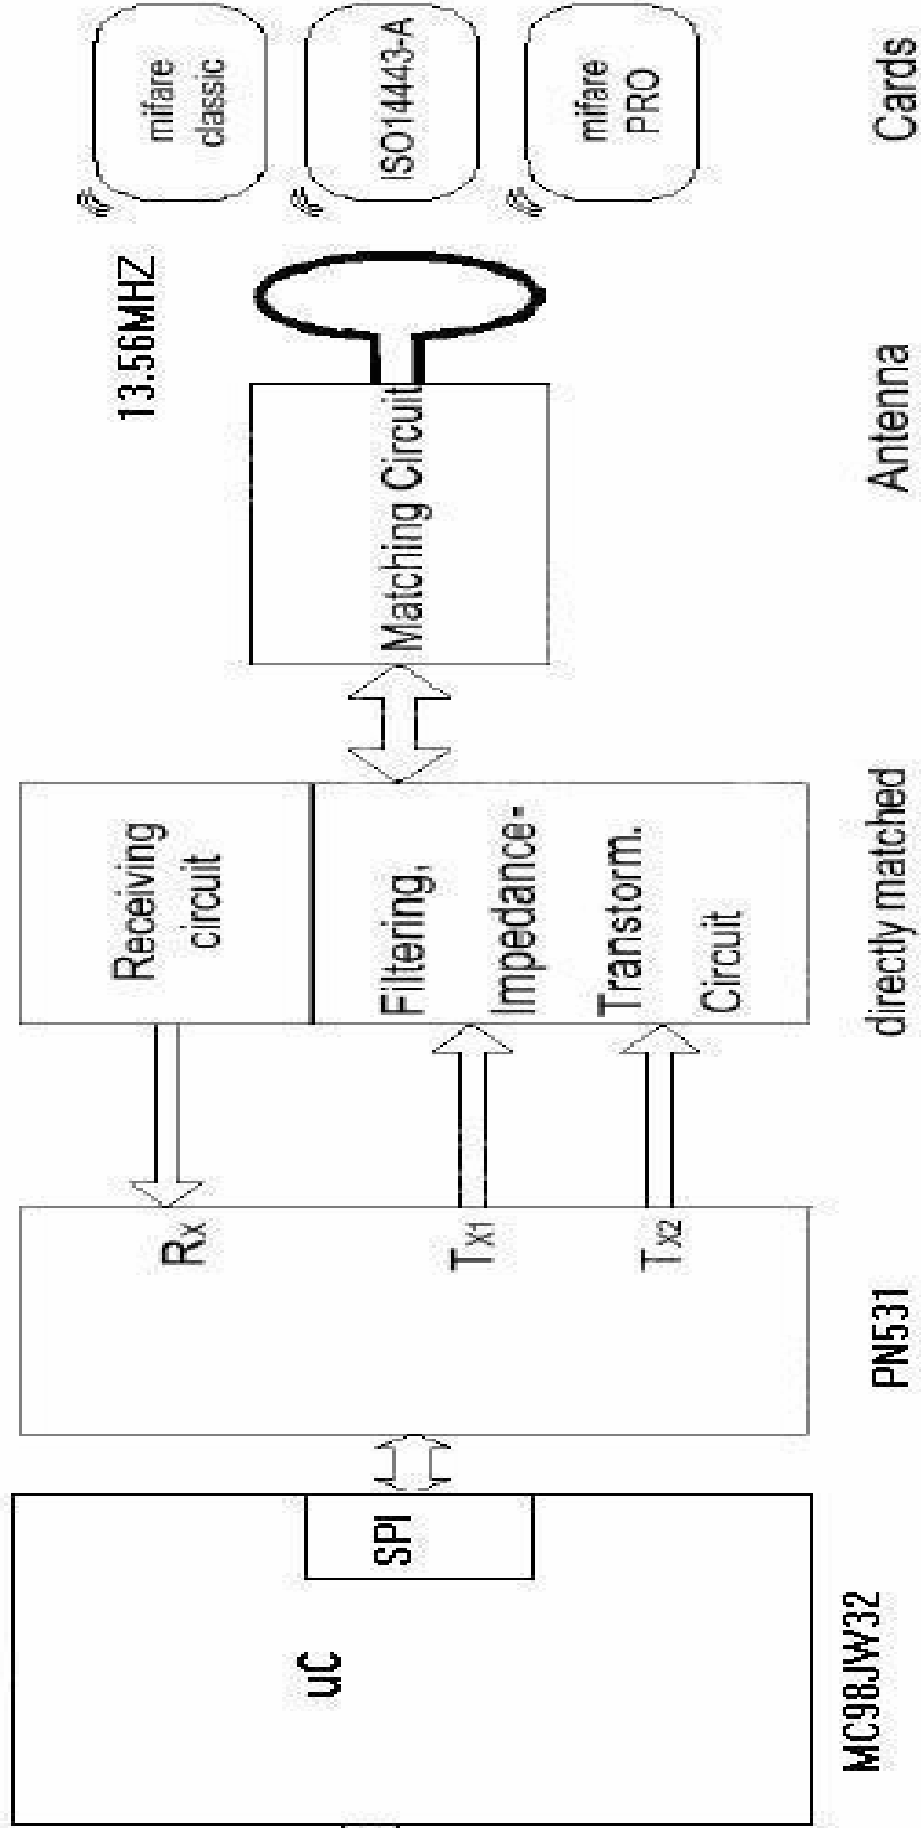 uC
SPI
MC98JW32
Rx
Tx1
Tx2
PN531
Receiving
circuit
Filtering,
Impedance-
Transtorm.
Circuit
directly matched
Matching Circuit
13.56MHZ
Antenna
mifare
classic
ISO14443-A
mifare
PRO
Cards